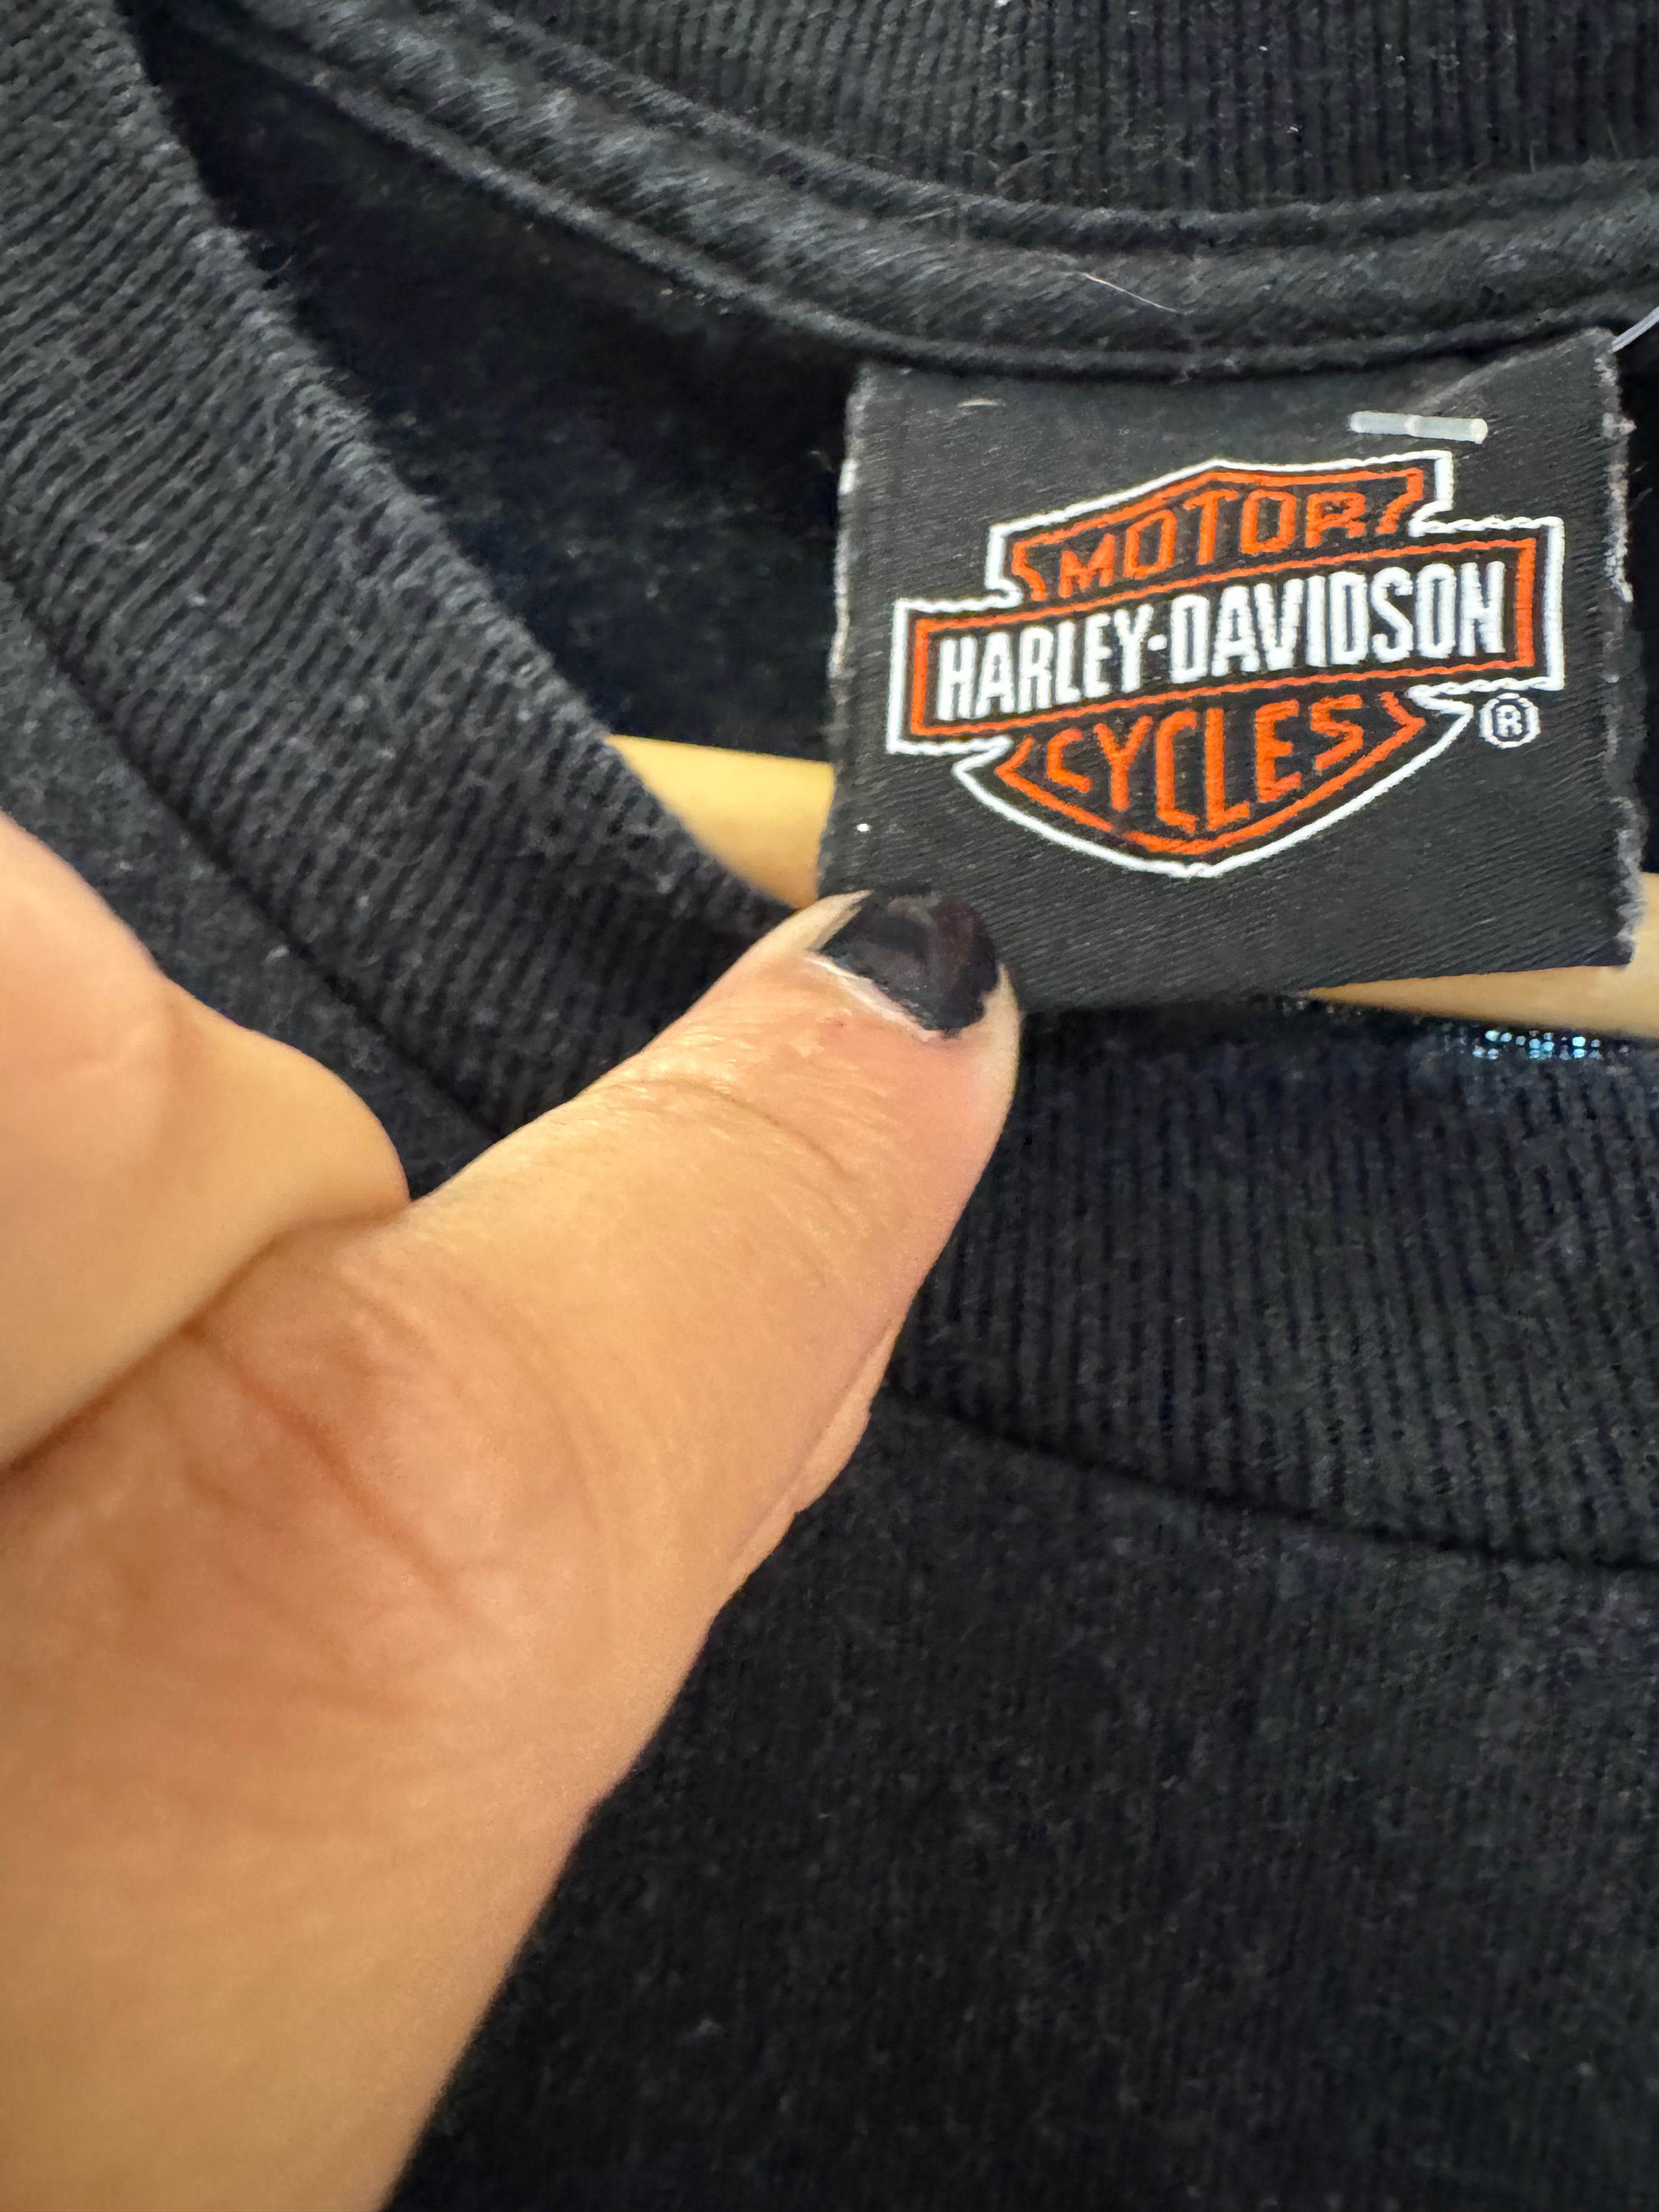 MOTOR
HARLEY-DAVIDSON
CYCLES
®